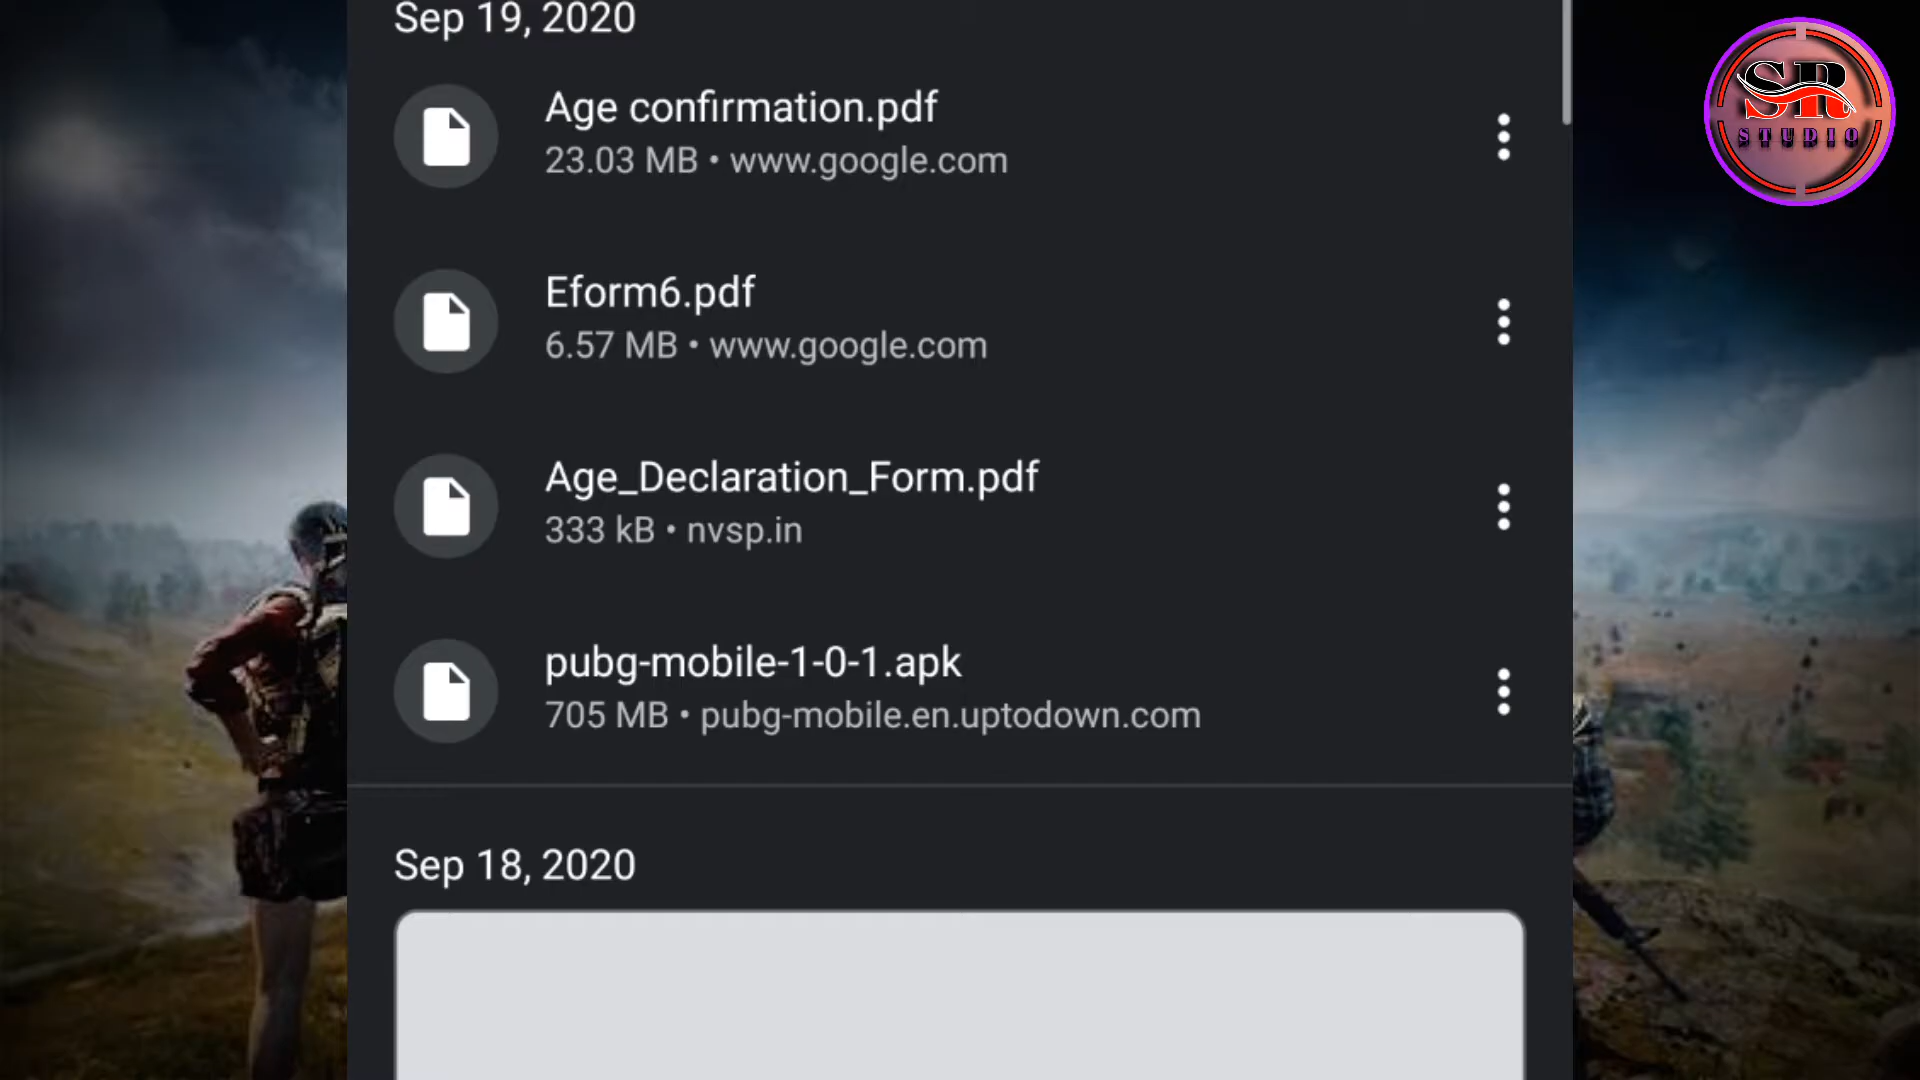 Sep 19, 2020
Age confirmation.pdf
23.03 MB • www.google.com
Eform6.pdf
6.57 MB • www.google.com
Age_Declaration_Form.pdf
333 kB • nvsp.in
pubg-mobile-1-0-1.apk
705 MB • pubg-mobile.en.uptodown.com
Sep 18, 2020
SR
STUDIO